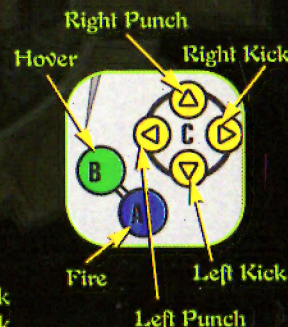 Right Punch
Right Kick
Hover
C
B
A
Fire
Left Kick
k
k
Left Punch